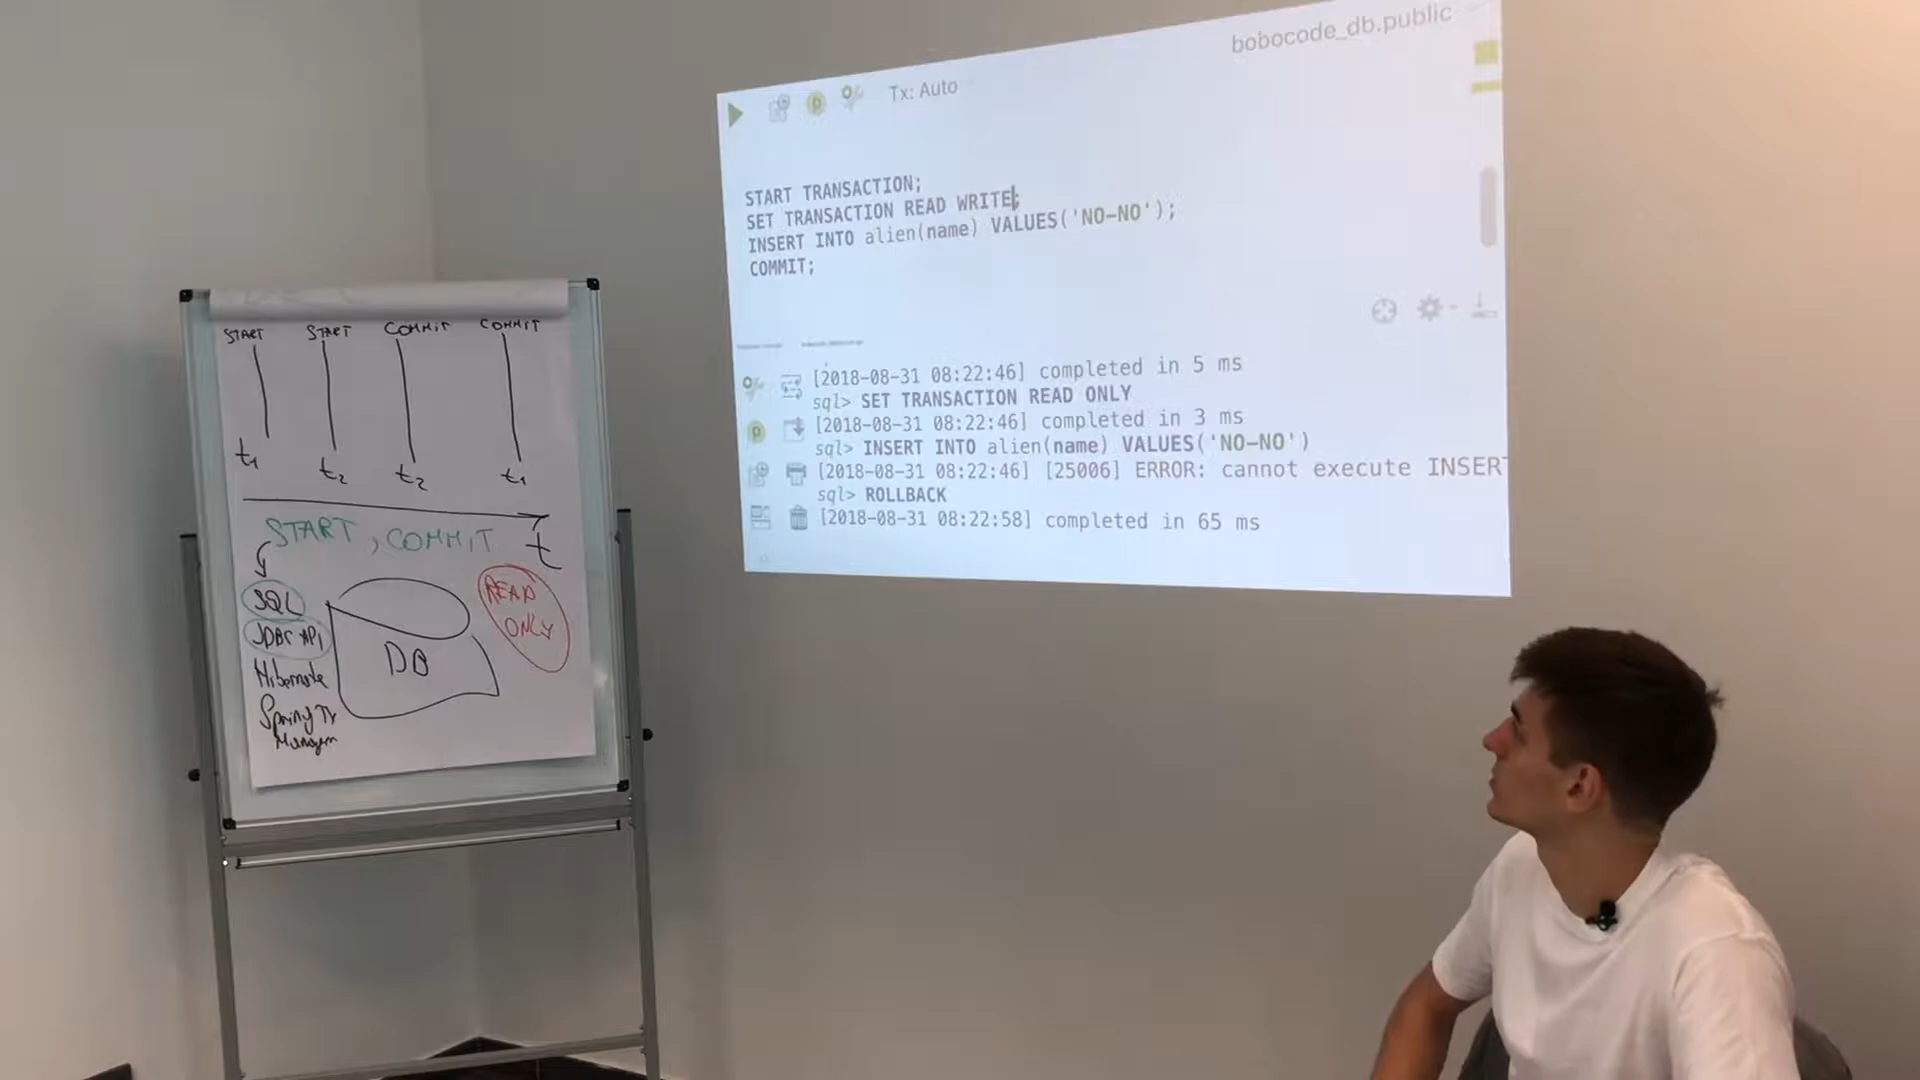 START START COMMIT COMMIT
t1 t2 t2 t1
START, COMMIT t
SQL
JDBC API
Hibernate
Spring Tx
DB
READ
ONLY
bobocode_db.public
Tx: Auto
START TRANSACTION;
SET TRANSACTION READ WRITE;
INSERT INTO alien(name) VALUES('NO-NO');
COMMIT;
[2018-08-31 08:22:46] completed in 5 ms
sql> SET TRANSACTION READ ONLY
[2018-08-31 08:22:46] completed in 3 ms
sql> INSERT INTO alien(name) VALUES('NO-NO')
[2018-08-31 08:22:46] [25006] ERROR: cannot execute INSERT
sql> ROLLBACK
[2018-08-31 08:22:58] completed in 65 ms